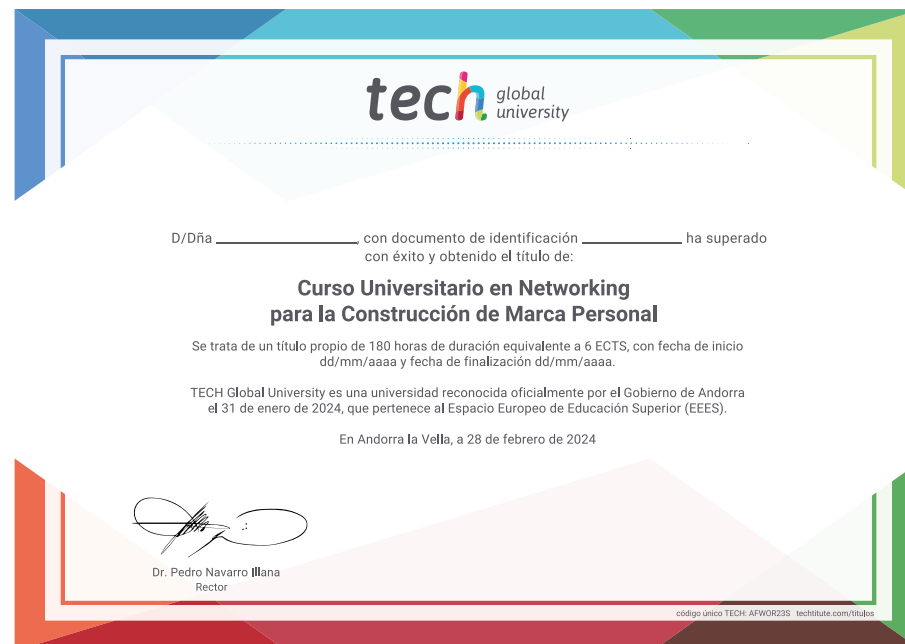 tech global
university
D/Dña ____________________, con documento de identificación ______________ ha superado
con éxito y obtenido el título de:
Curso Universitario en Networking
para la Construcción de Marca Personal
Se trata de un título propio de 180 horas de duración equivalente a 6 ECTS, con fecha de inicio
dd/mm/aaaa y fecha de finalización dd/mm/aaaa.
TECH Global University es una universidad reconocida oficialmente por el Gobierno de Andorra
el 31 de enero de 2024, que pertenece al Espacio Europeo de Educación Superior (EEES).
En Andorra la Vella, a 28 de febrero de 2024
Dr. Pedro Navarro Illana
Rector
código único TECH: AFWOR23S techtitute.com/titulos